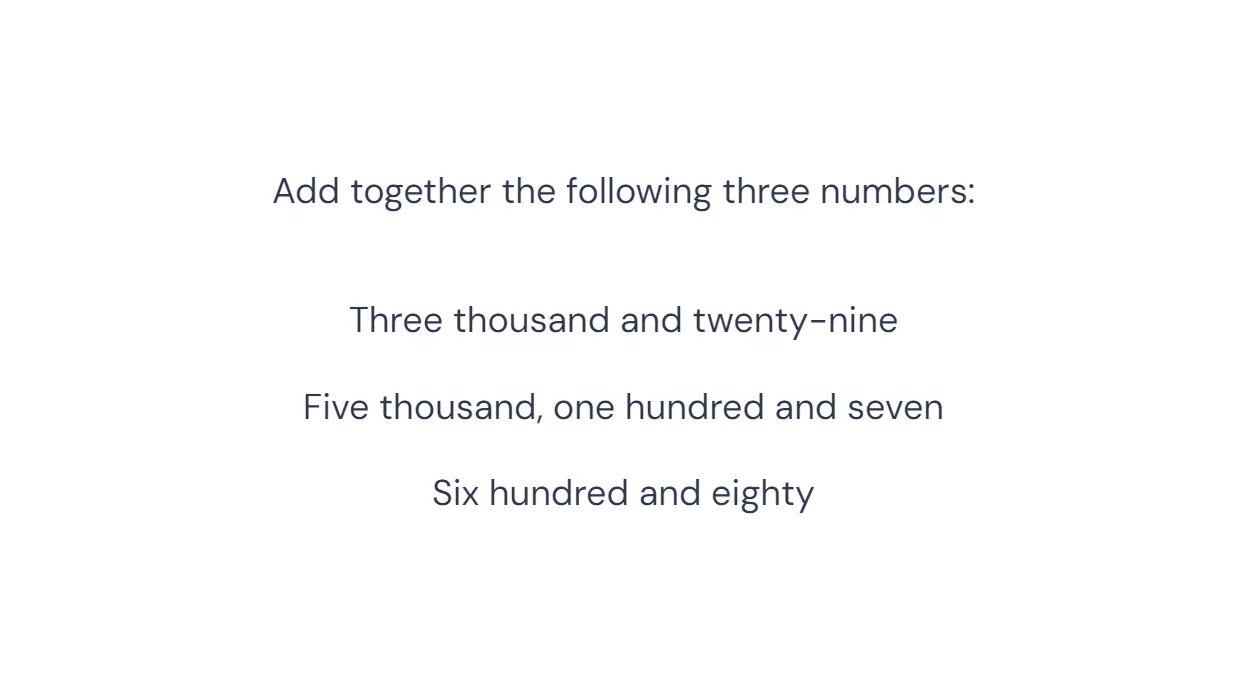 Add together the following three numbers:
Three thousand and twenty-nine
Five thousand, one hundred and seven
Six hundred and eighty